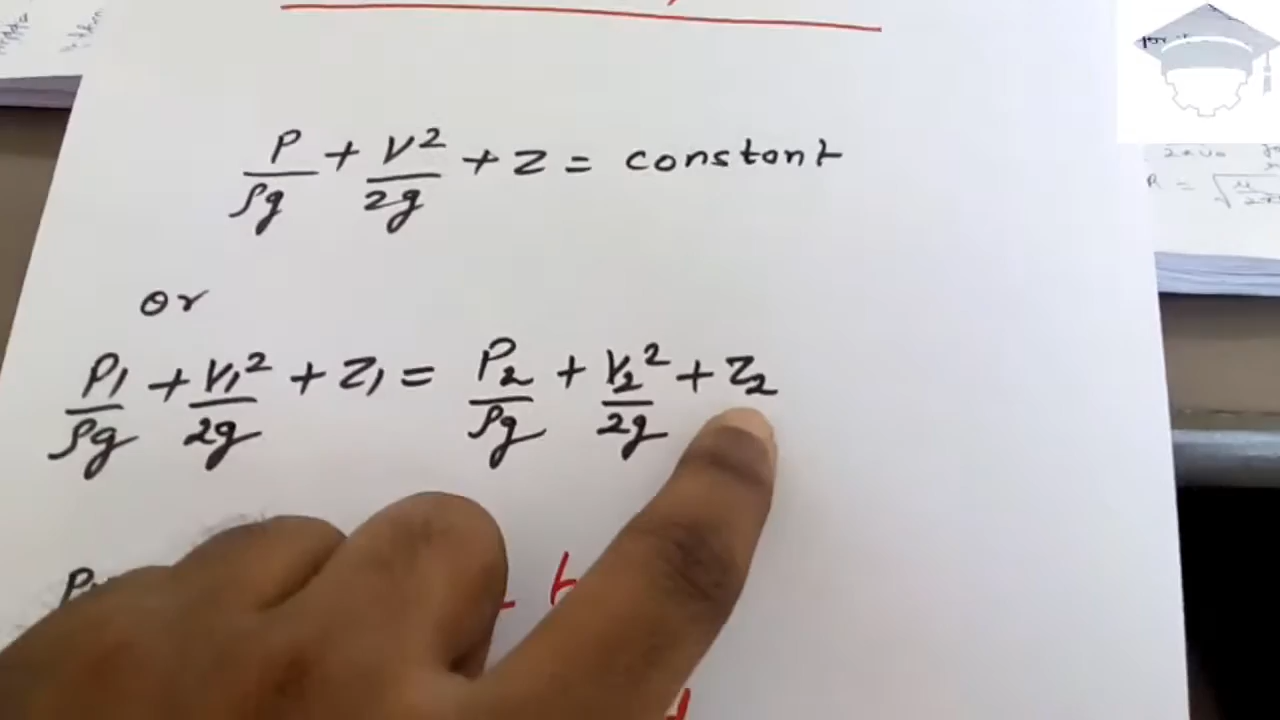 P/ρg + V²/2g + Z = constant
or
P₁/ρg + V₁²/2g + Z₁ = P₂/ρg + V₂²/2g + Z₂